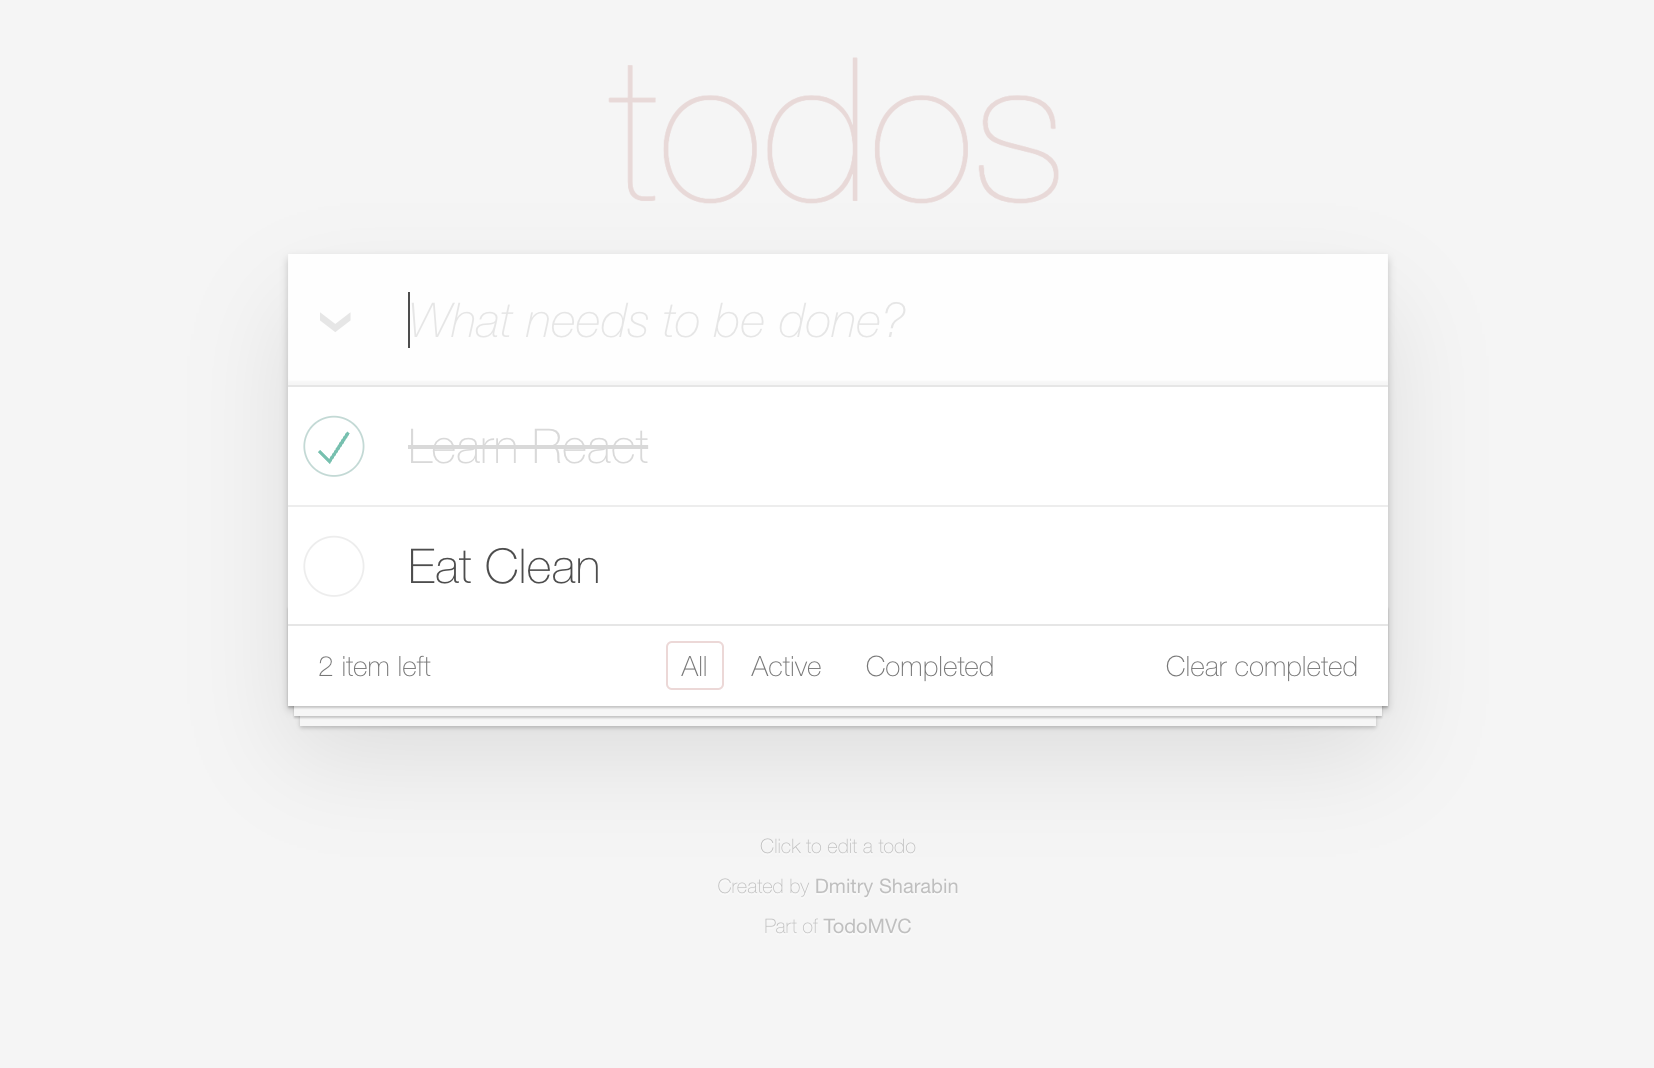 todos
What needs to be done?
Learn React
Eat Clean
2 item left All Active Completed Clear completed
Click to edit a todo
Created by Dmitry Sharabin
Part of TodoMVC